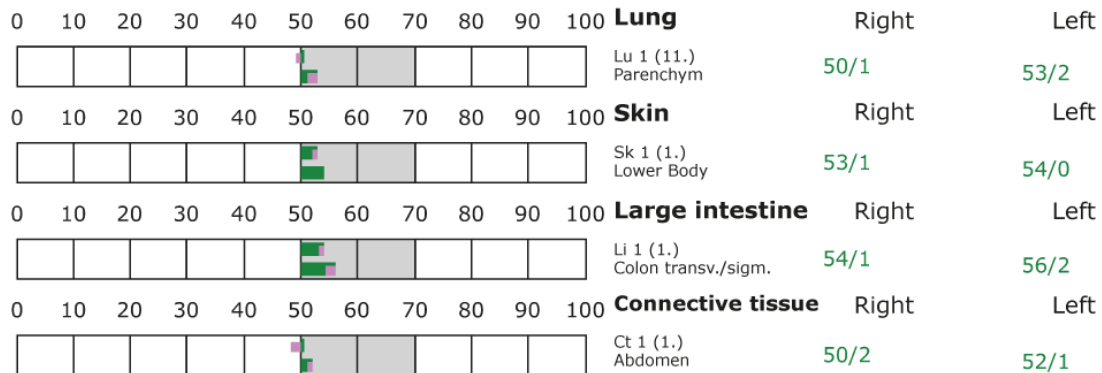 0 10 20 30 40 50 60 70 80 90 100 Lung Right Left
Lu 1 (11.)
Parenchym
50/1 53/2
0 10 20 30 40 50 60 70 80 90 100 Skin Right Left
Sk 1 (1.)
Lower Body
53/1 54/0
0 10 20 30 40 50 60 70 80 90 100 Large intestine Right Left
Li 1 (1.)
Colon transv./sigm.
54/1 56/2
0 10 20 30 40 50 60 70 80 90 100 Connective tissue Right Left
Ct 1 (1.)
Abdomen
50/2 52/1